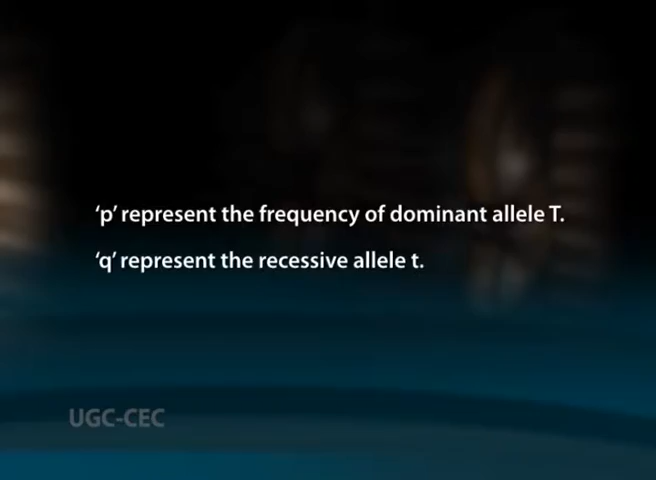 ‘p’ represent the frequency of dominant allele T.
‘q’ represent the recessive allele t.
UGC-CEC